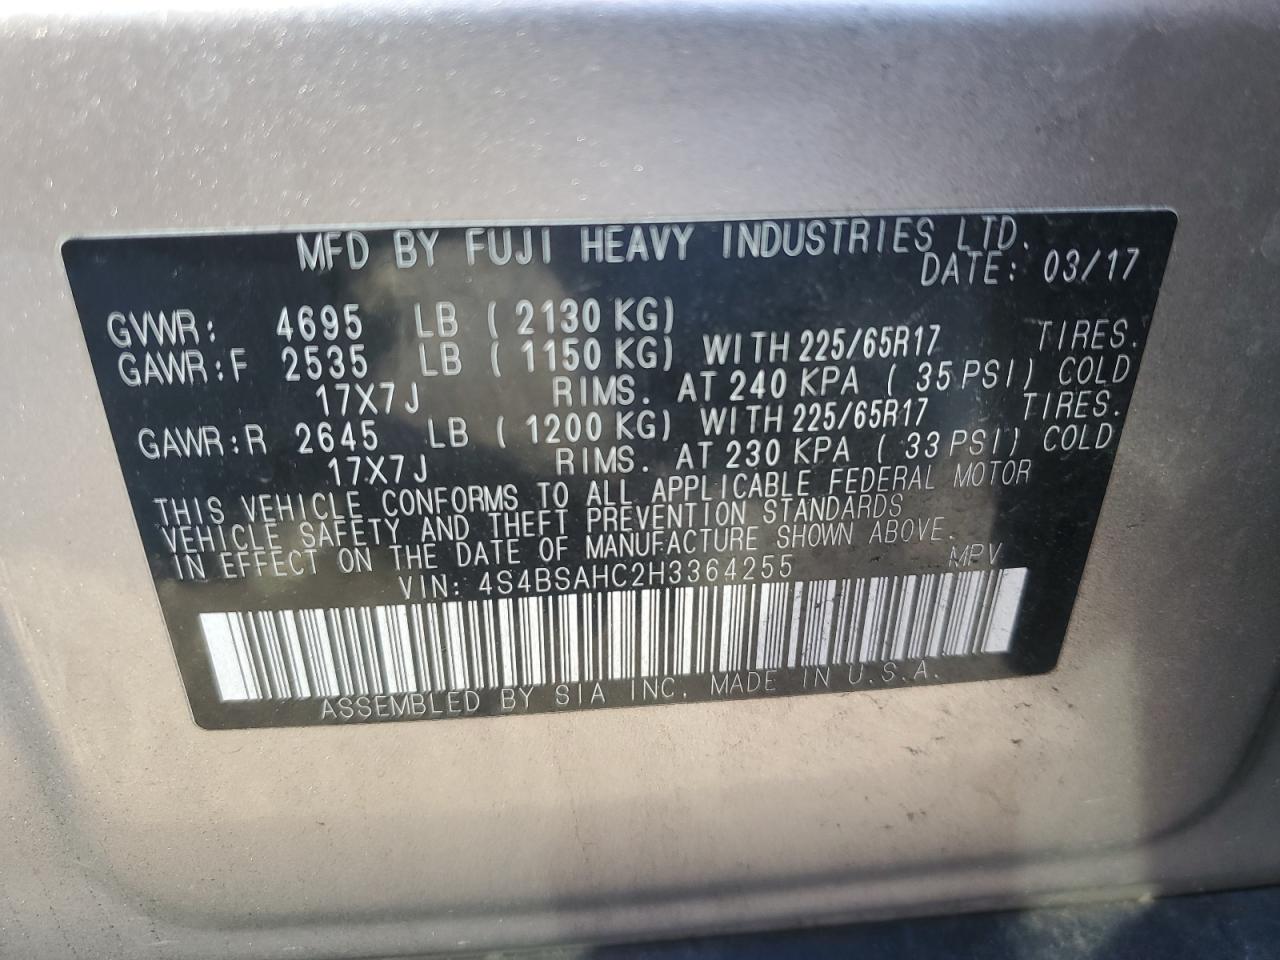 MFD BY FUJI HEAVY INDUSTRIES LTD.
DATE: 03/17
GVWR: 4695 LB ( 2130 KG)
GAWR:F 2535 LB ( 1150 KG) WITH 225/65R17 TIRES.
17X7J RIMS. AT 240 KPA ( 35 PSI) COLD
GAWR:R 2645 LB ( 1200 KG) WITH 225/65R17 TIRES.
17X7J RIMS. AT 230 KPA ( 33 PSI) COLD
THIS VEHICLE CONFORMS TO ALL APPLICABLE FEDERAL MOTOR
VEHICLE SAFETY AND THEFT PREVENTION STANDARDS
IN EFFECT ON THE DATE OF MANUFACTURE SHOWN ABOVE.
VIN: 4S4BSAHC2H3364255 MPV
ASSEMBLED BY SIA INC. MADE IN U.S.A.